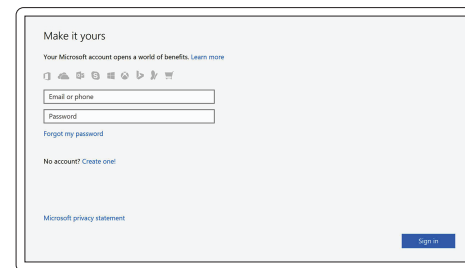 Make it yours
Your Microsoft account opens a world of benefits. Learn more
Email or phone
Password
Forgot my password
No account? Create one!
Microsoft privacy statement
Sign in